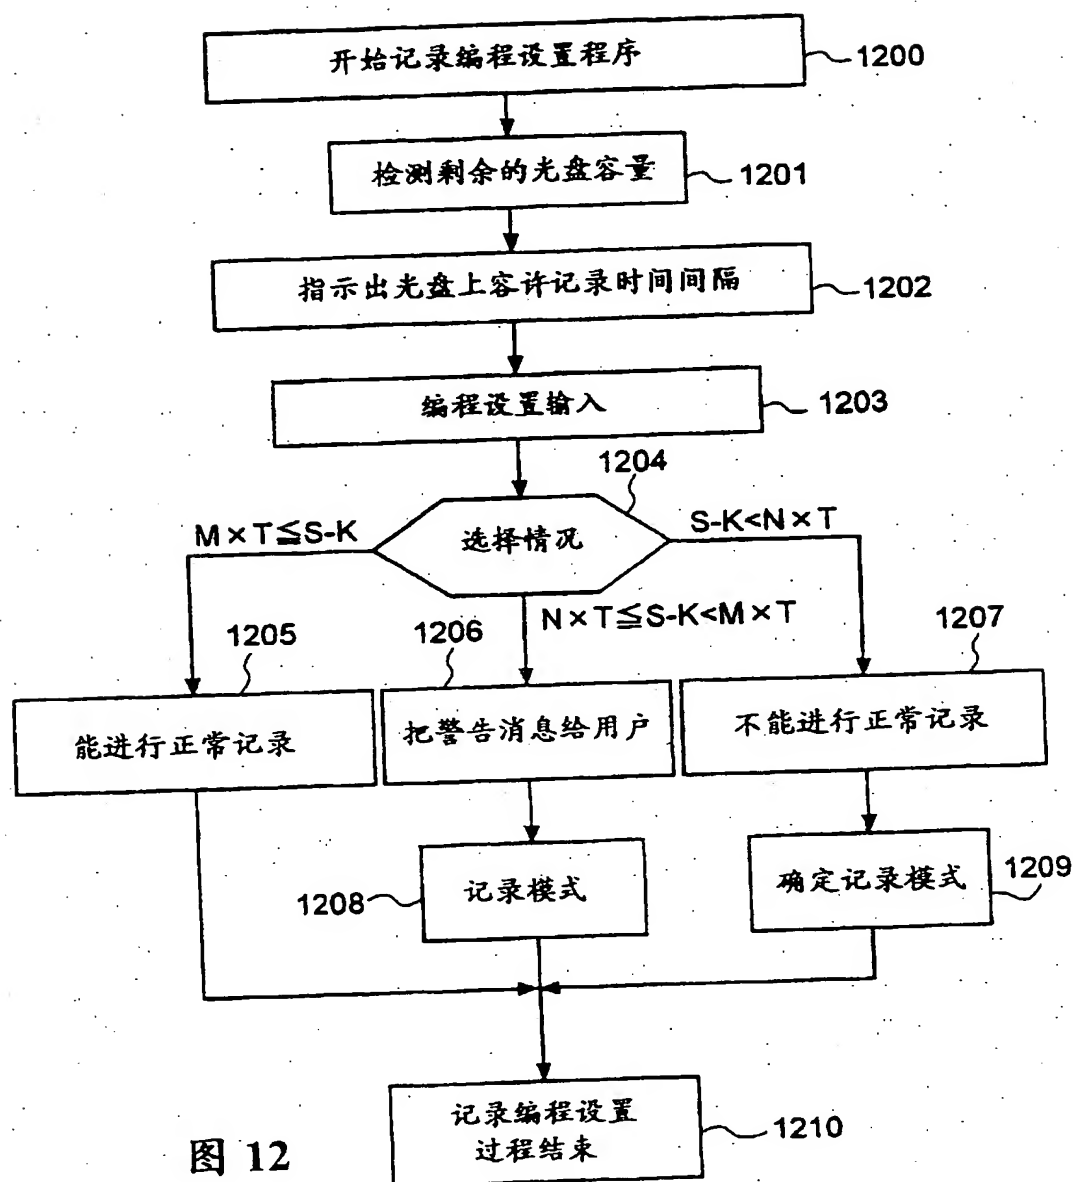 开始记录编程设置程序
1200
检测剩余的光盘容量
1201
指示出光盘上容许记录时间间隔
1202
编程设置输入
1203
1204
选择情况
M×T≦S-K
S-K<N×T
N×T≦S-K<M×T
1205
1206
1207
能进行正常记录
把警告消息给用户
不能进行正常记录
1208
记录模式
确定记录模式
1209
记录编程设置
过程结束
1210
图 12